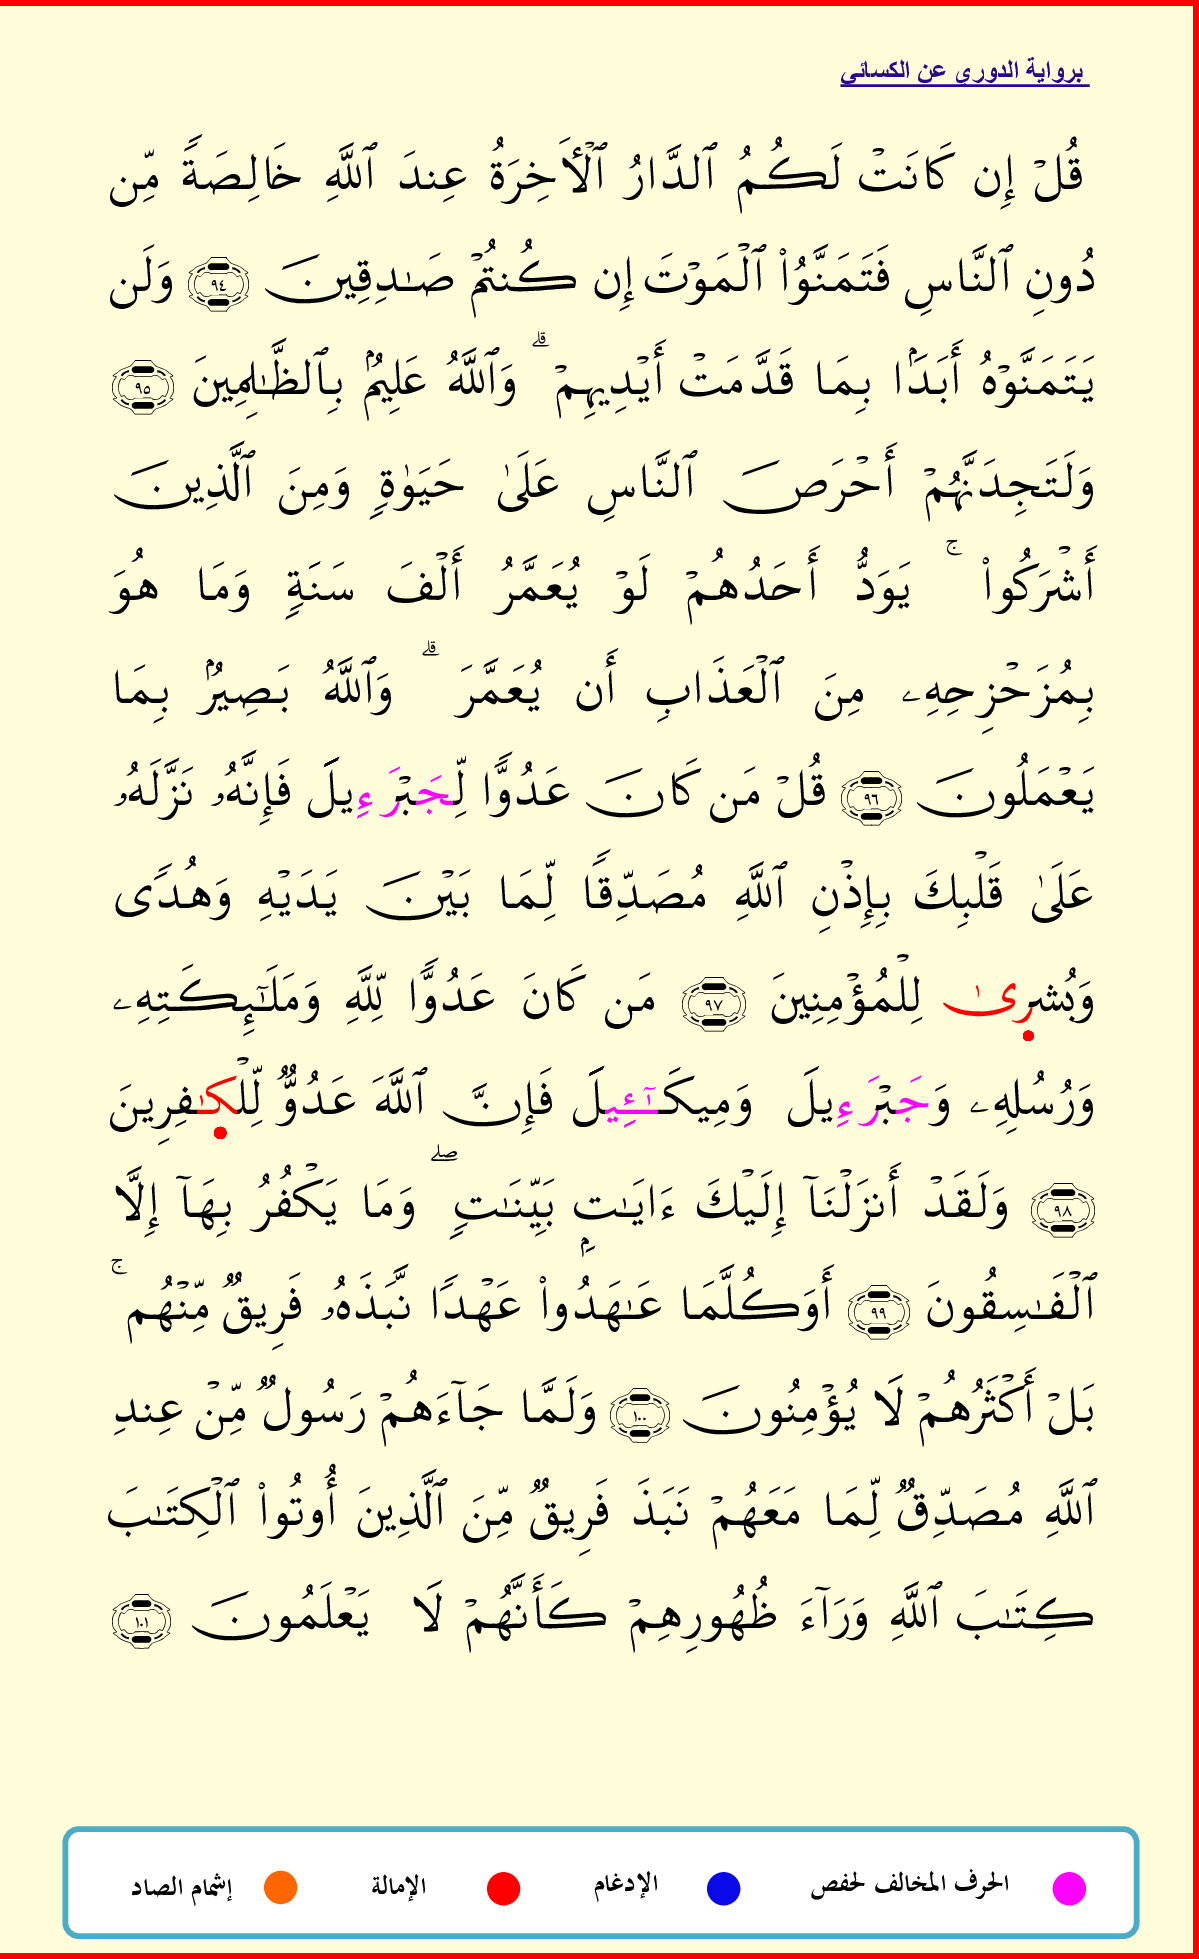 برواية الدوري عن الكسائي
قُلْ إِن كَانَتْ لَكُمُ ٱلدَّارُ ٱلْأَخِرَةُ عِندَ ٱللَّهِ خَالِصَةً مِّن
دُونِ ٱلنَّاسِ فَتَمَنَّوُا۟ ٱلْمَوْتَ إِن كُنتُمْ صَـٰدِقِينَ ٩٤ وَلَن
يَتَمَنَّوْهُ أَبَدًۢا بِمَا قَدَّمَتْ أَيْدِيهِمْ ۗ وَٱللَّهُ عَلِيمٌۢ بِٱلظَّـٰلِمِينَ ٩٥
وَلَتَجِدَنَّهُمْ أَحْرَصَ ٱلنَّاسِ عَلَىٰ حَيَوٰةٍ وَمِنَ ٱلَّذِينَ
أَشْرَكُوا۟ ۚ يَوَدُّ أَحَدُهُمْ لَوْ يُعَمَّرُ أَلْفَ سَنَةٍ وَمَا هُوَ
بِمُزَحْزِحِهِۦ مِنَ ٱلْعَذَابِ أَن يُعَمَّرَ ۗ وَٱللَّهُ بَصِيرٌۢ بِمَا
يَعْمَلُونَ ٩٦ قُلْ مَن كَانَ عَدُوًّا لِّجَبْرَءِيلَ فَإِنَّهُۥ نَزَّلَهُۥ
عَلَىٰ قَلْبِكَ بِإِذْنِ ٱللَّهِ مُصَدِّقًا لِّمَا بَيْنَ يَدَيْهِ وَهُدًى
وَبُشرِىٰ لِلْمُؤْمِنِينَ ٩٧ مَن كَانَ عَدُوًّا لِّلَّهِ وَمَلَـٰٓئِكَتِهِۦ
وَرُسُلِهِۦ وَجَبْرَءِيلَ وَمِيكَـٰٓئِيلَ فَإِنَّ ٱللَّهَ عَدُوٌّ لِّلْكـٰفِرِينَ
٩٨ وَلَقَدْ أَنزَلْنَآ إِلَيْكَ ءَايَـٰتٍۭ بَيِّنَـٰتٍ ۖ وَمَا يَكْفُرُ بِهَآ إِلَّا
ٱلْفَـٰسِقُونَ ٩٩ أَوَكُلَّمَا عَـٰهَدُوا۟ عَهْدًا نَّبَذَهُۥ فَرِيقٌ مِّنْهُم ۚ
بَلْ أَكْثَرُهُمْ لَا يُؤْمِنُونَ ١٠٠ وَلَمَّا جَآءَهُمْ رَسُولٌ مِّنْ عِندِ
ٱللَّهِ مُصَدِّقٌ لِّمَا مَعَهُمْ نَبَذَ فَرِيقٌ مِّنَ ٱلَّذِينَ أُوتُوا۟ ٱلْكِتَـٰبَ
كِتَـٰبَ ٱللَّهِ وَرَآءَ ظُهُورِهِمْ كَأَنَّهُمْ لَا يَعْلَمُونَ ١٠١
الحرف المخالف لحفص الإدغام الإمالة إشمام الصاد